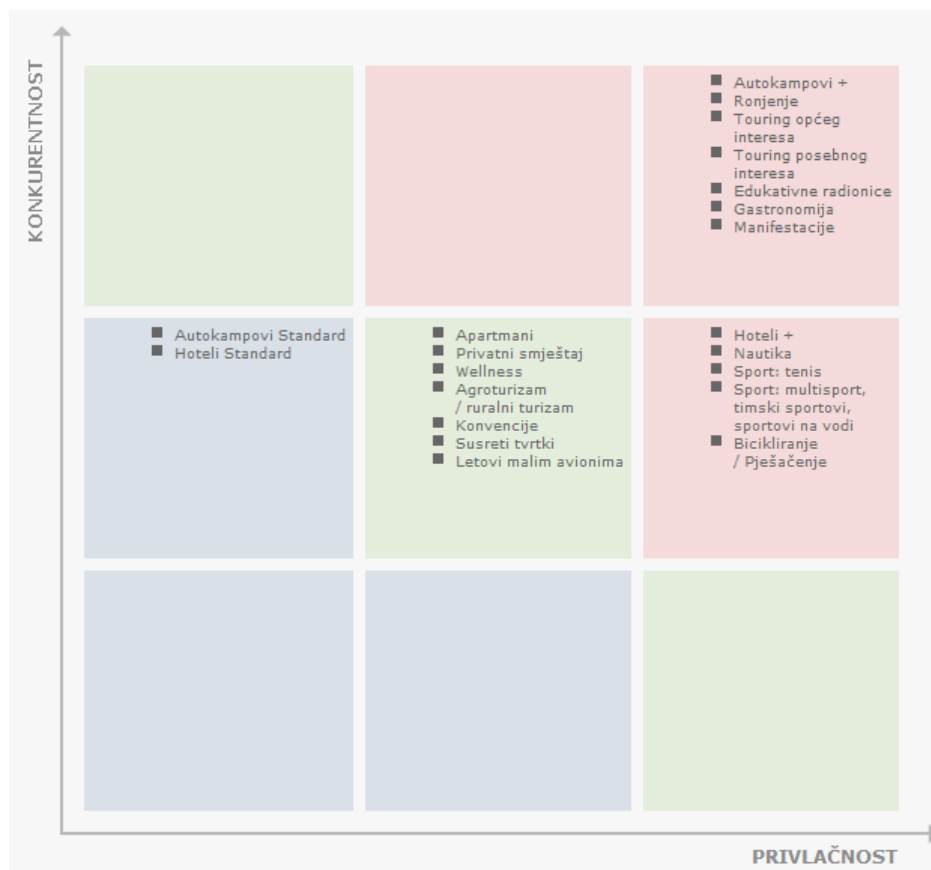 KONKURENTNOST
Autokampovi +
Ronjenje
Touring općeg
interesa
Touring posebnog
interesa
Edukativne radionice
Gastronomija
Manifestacije
Autokampovi Standard
Hoteli Standard
Apartmani
Privatni smještaj
Wellness
Agroturizam
/ ruralni turizam
Konvencije
Susreti tvrtki
Letovi malim avionima
Hoteli +
Nautika
Sport: tenis
Sport: multisport,
timski sportovi,
sportovi na vodi
Bicikliranje
/ Pješačenje
PRIVLAČNOST